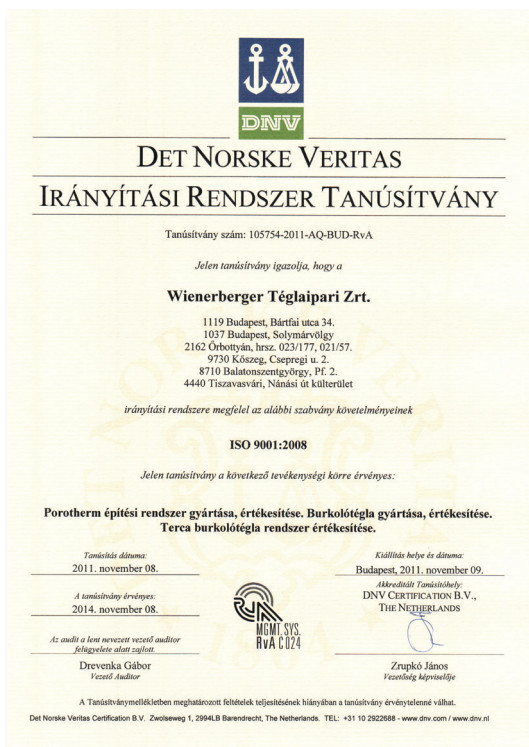 DNV
DET NORSKE VERITAS
IRÁNYÍTÁSI RENDSZER TANÚSÍTVÁNY
Tanúsítvány szám: 105754-2011-AQ-BUD-RvA
Jelen tanúsítvány igazolja, hogy a
Wienerberger Téglaipari Zrt.
1119 Budapest, Bártfai utca 34.
1037 Budapest, Solymárvölgy
2162 Őrbottyán, hrsz. 023/177, 021/57.
9730 Kőszeg, Csepregi u. 2.
8710 Balatonszentgyörgy, Pf. 2.
4440 Tiszavasvári, Nánási út külterület
irányítási rendszere megfelel az alábbi szabvány követelményeinek
ISO 9001:2008
Jelen tanúsítvány a következő tevékenységi körre érvényes:
Porotherm építési rendszer gyártása, értékesítése. Burkolótégla gyártása, értékesítése.
Terca burkolótégla rendszer értékesítése.
Tanúsítás dátuma:
2011. november 08.
A tanúsítvány érvényes:
2014. november 08.
Az audit a lent nevezett vezető auditor
felügyelete alatt zajlott.
Drevenka Gábor
Vezető Auditor
RvA
MGMT. SYS.
RvA C 024
Kiállítás helye és dátuma:
Budapest, 2011. november 09.
Akkreditált Tanúsítóhely:
DNV CERTIFICATION B.V.,
THE NETHERLANDS
Zrupkó János
Vezetőség képviselője
A Tanúsítványmellékletben meghatározott feltételek teljesítésének hiányában a tanúsítvány érvénytelenné válhat.
Det Norske Veritas Certification B.V. Zwolseweg 1, 2994LB Barendrecht, The Netherlands. TEL: +31 10 2922688 - www.dnv.com / www.dnv.nl